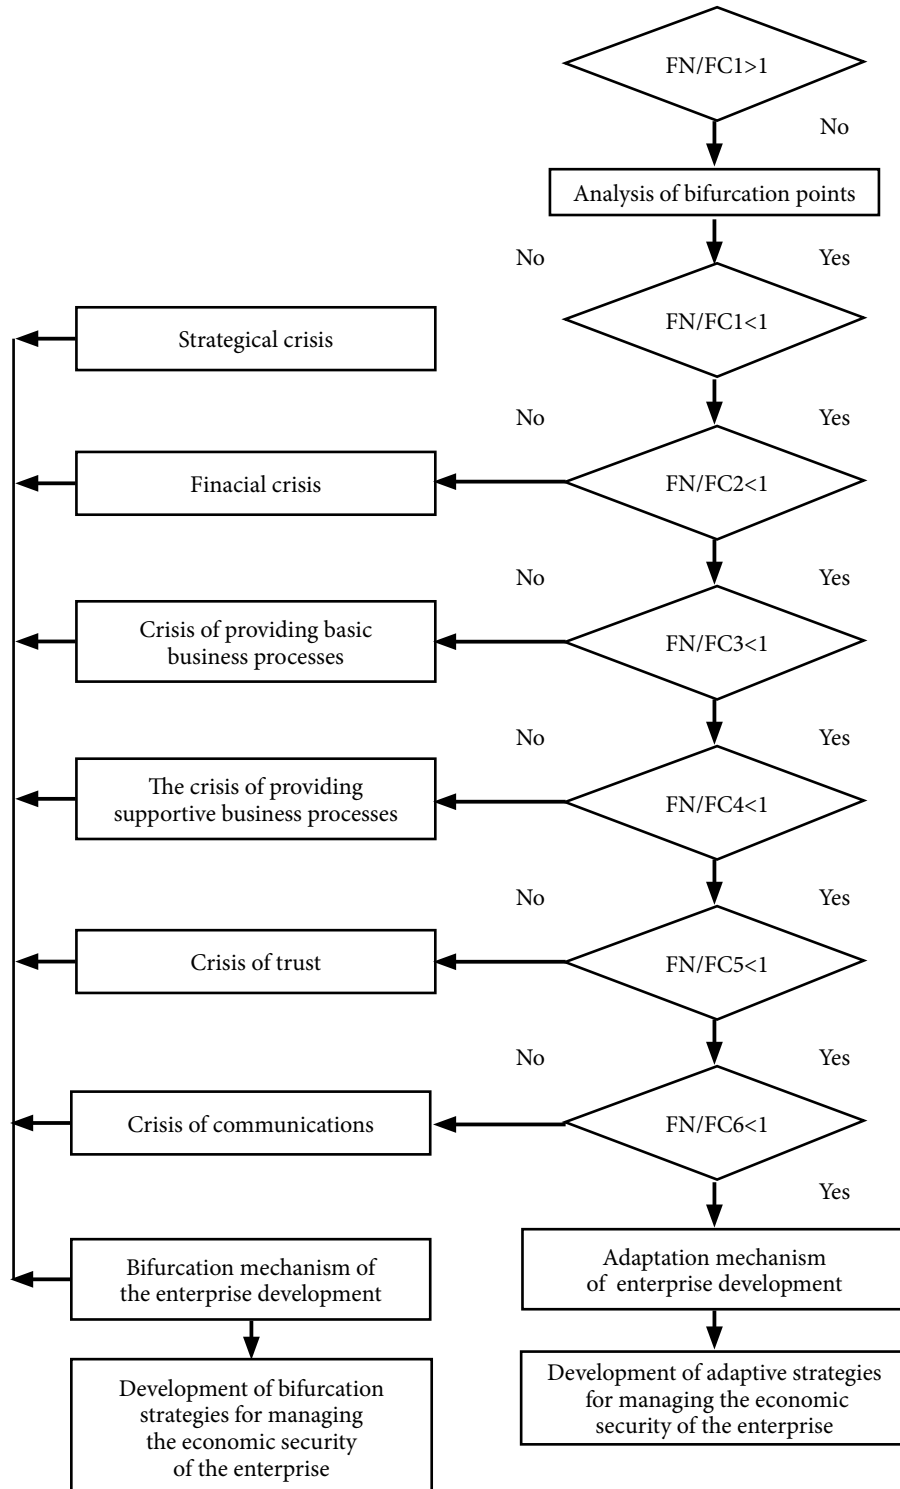 FN/FC1>1
No
Analysis of bifurcation points
No
Yes
FN/FC1<1
Strategical crisis
No
Yes
FN/FC2<1
Finacial crisis
No
Yes
Crisis of providing basic
business processes
FN/FC3<1
No
Yes
The crisis of providing
supportive business processes
FN/FC4<1
No
Yes
Crisis of trust
FN/FC5<1
No
Yes
Crisis of communications
FN/FC6<1
Yes
Bifurcation mechanism of
the enterprise development
Adaptation mechanism
of enterprise development
Development of bifurcation
strategies for managing
the economic security
of the enterprise
Development of adaptive strategies
for managing the economic
security of the enterprise